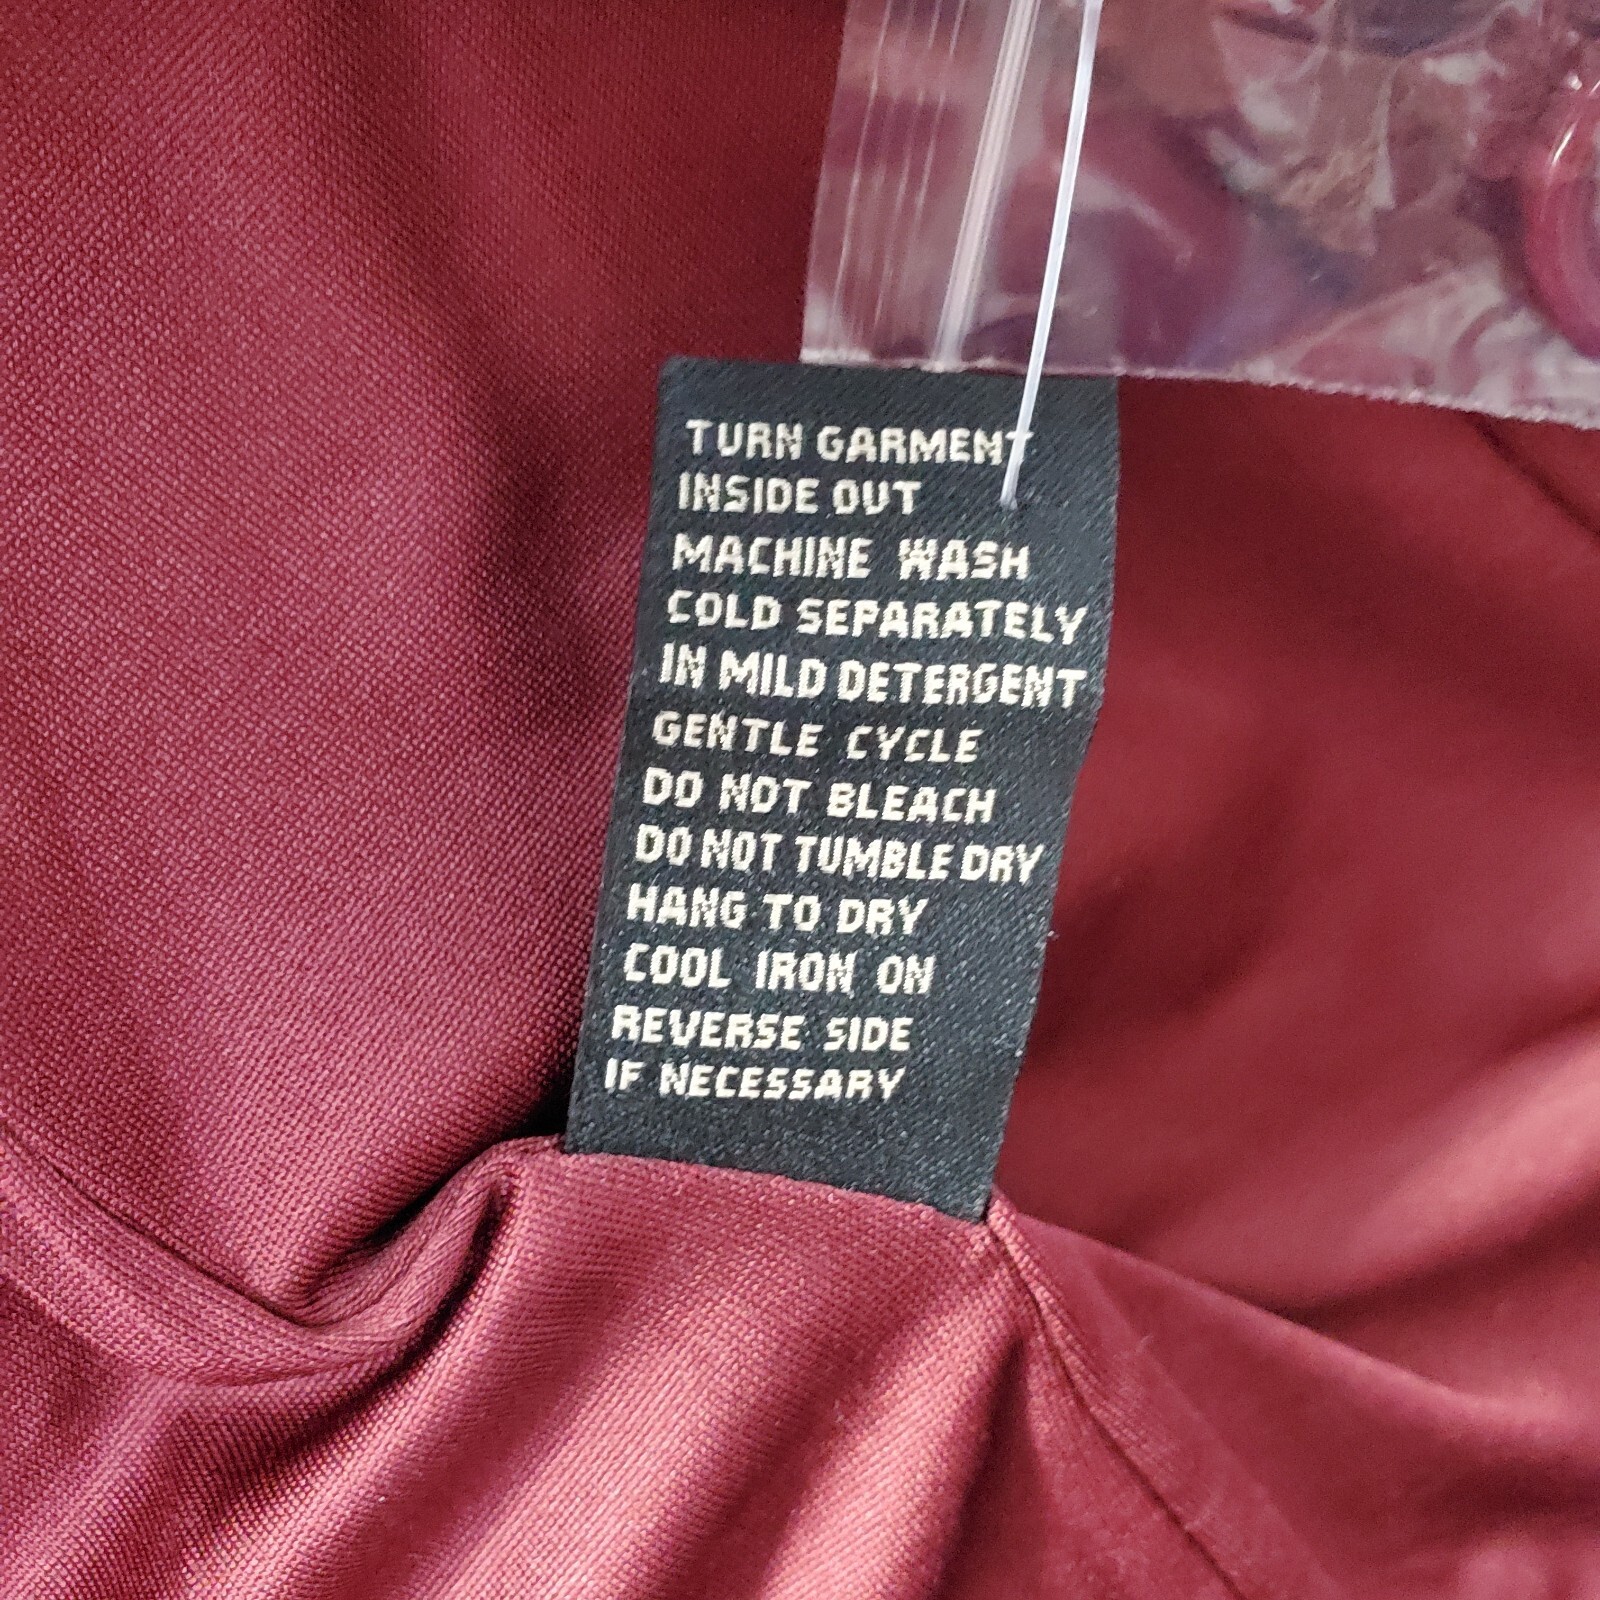 TURN GARMENT
INSIDE OUT
MACHINE WASH
COLD SEPARATELY
IN MILD DETERGENT
GENTLE CYCLE
DO NOT BLEACH
DO NOT TUMBLE DRY
HANG TO DRY
COOL IRON ON
REVERSE SIDE
IF NECESSARY